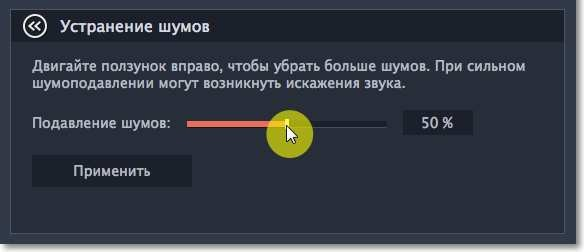 Устранение шумов
Двигайте ползунок вправо, чтобы убрать больше шумов. При сильном
шумоподавлении могут возникнуть искажения звука.
Подавление шумов: 50 %
Применить